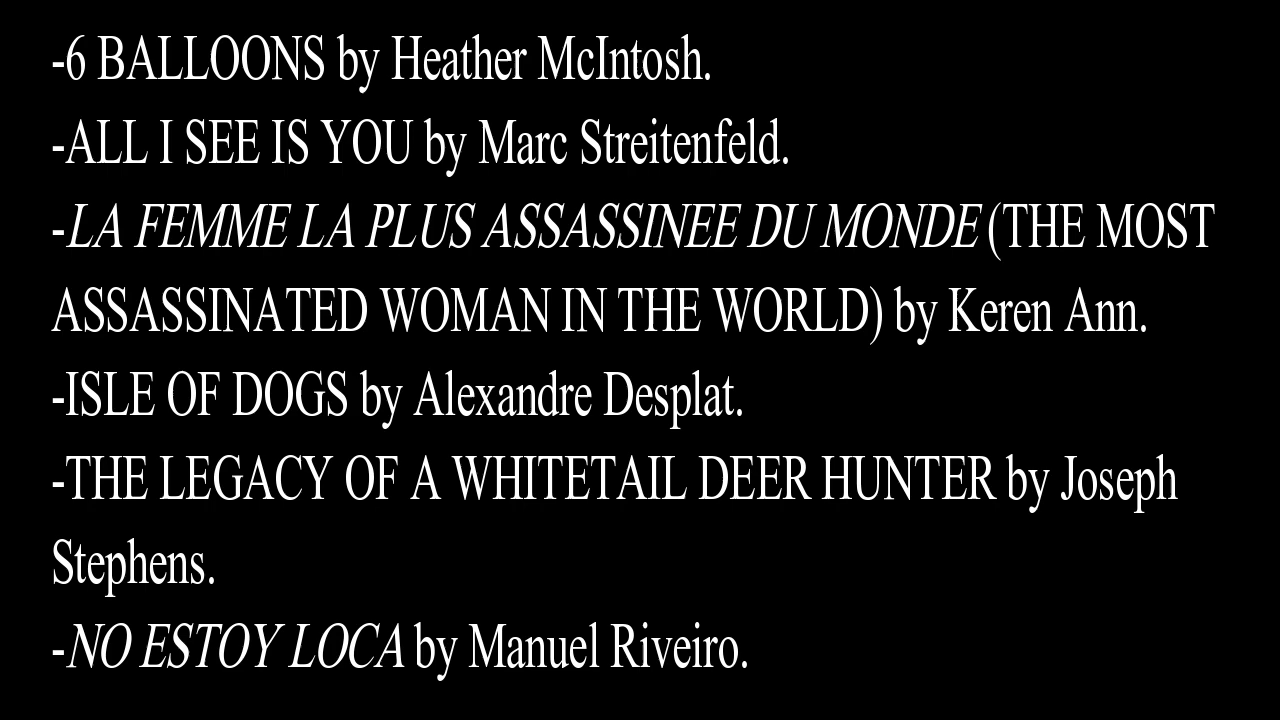 -6 BALLOONS by Heather McIntosh.
-ALL I SEE IS YOU by Marc Streitenfeld.
-LA FEMME LA PLUS ASSASSINEE DU MONDE (THE MOST
ASSASSINATED WOMAN IN THE WORLD) by Keren Ann.
-ISLE OF DOGS by Alexandre Desplat.
-THE LEGACY OF A WHITETAIL DEER HUNTER by Joseph
Stephens.
-NO ESTOY LOCA by Manuel Riveiro.